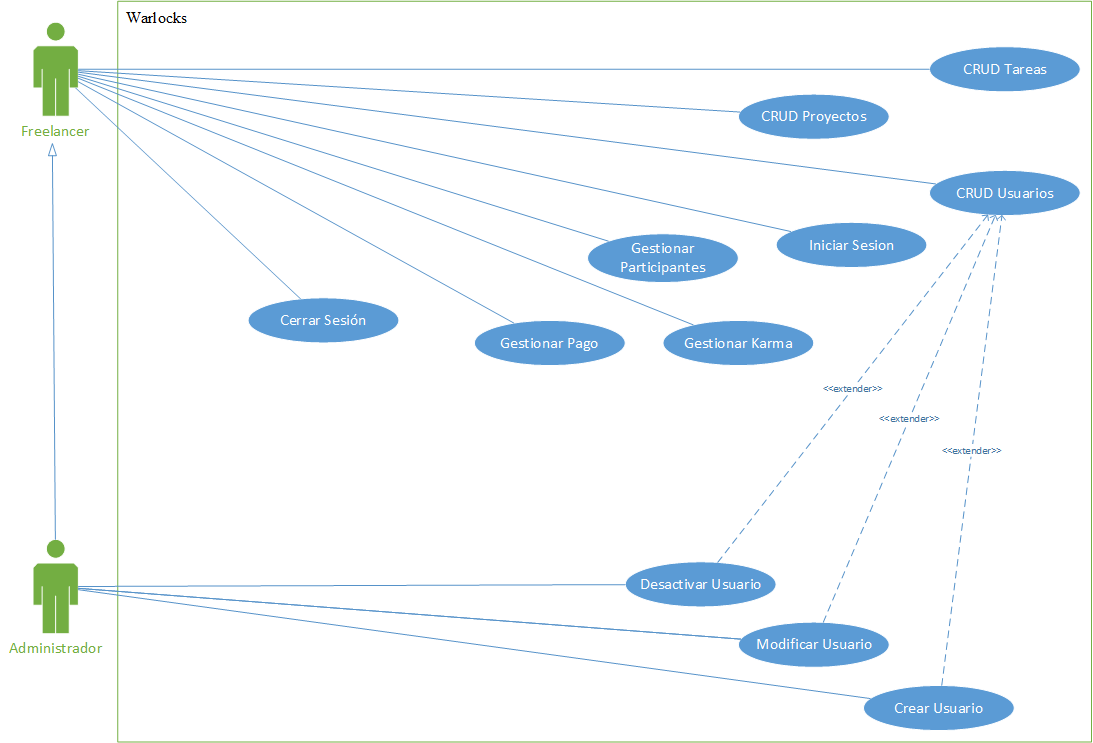 Warlocks
CRUD Tareas
CRUD Proyectos
Freelancer
CRUD Usuarios
Iniciar Sesion
Gestionar
Participantes
Cerrar Sesión
Gestionar Pago
Gestionar Karma
<<extender>>
<<extender>>
<<extender>>
Desactivar Usuario
Modificar Usuario
Administrador
Crear Usuario